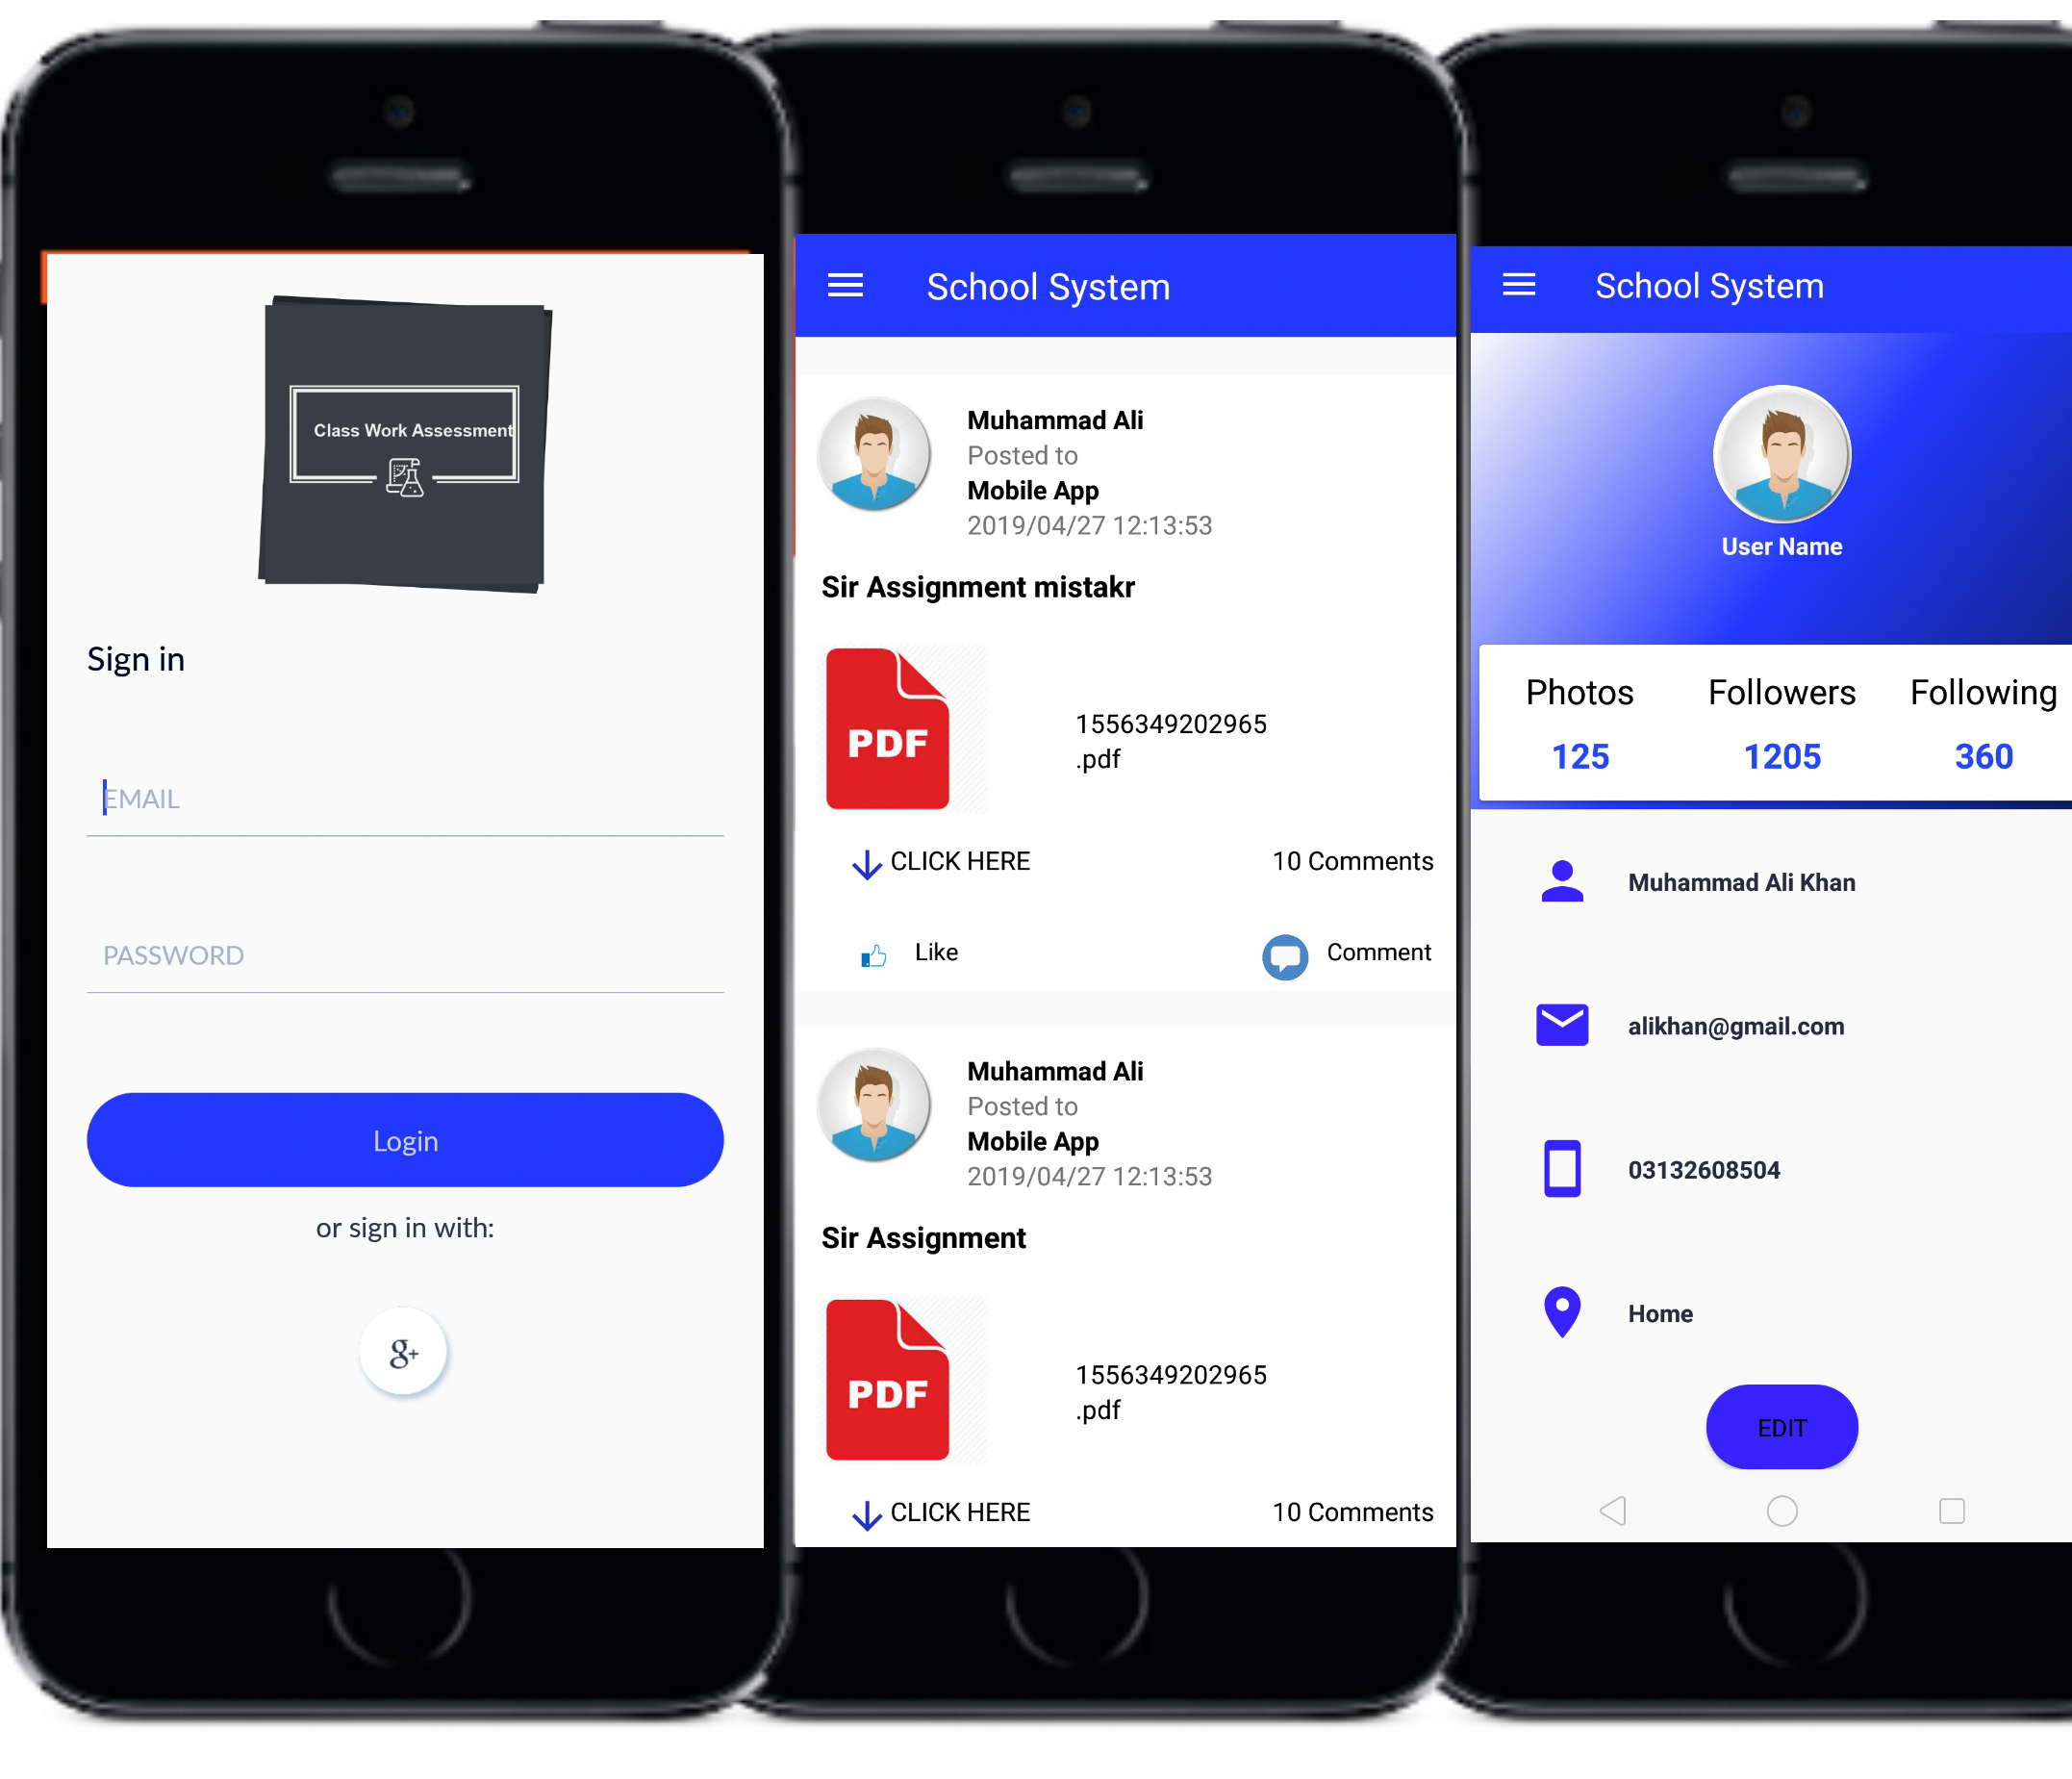 Class Work Assessment
Sign in
EMAIL
PASSWORD
Login
or sign in with:
g+
School System
Muhammad Ali
Posted to
Mobile App
2019/04/27 12:13:53
Sir Assignment mistakr
PDF
1556349202965
.pdf
CLICK HERE
10 Comments
Like
Comment
Muhammad Ali
Posted to
Mobile App
2019/04/27 12:13:53
Sir Assignment
PDF
1556349202965
.pdf
CLICK HERE
10 Comments
School System
User Name
Photos Followers Following
125 1205 360
Muhammad Ali Khan
alikhan@gmail.com
03132608504
Home
EDIT